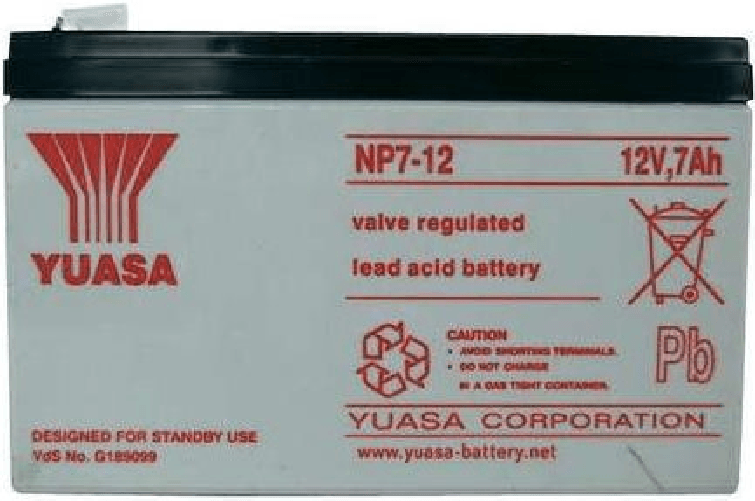 YUASA
NP7-12 12V,7Ah
valve regulated
lead acid battery
CAUTION
• AVOID SHORTING TERMINALS.
• DO NOT CHARGE
IN A GAS TIGHT CONTAINER.
Pb
YUASA CORPORATION
www.yuasa-battery.net
DESIGNED FOR STANDBY USE
VdS No. G189099